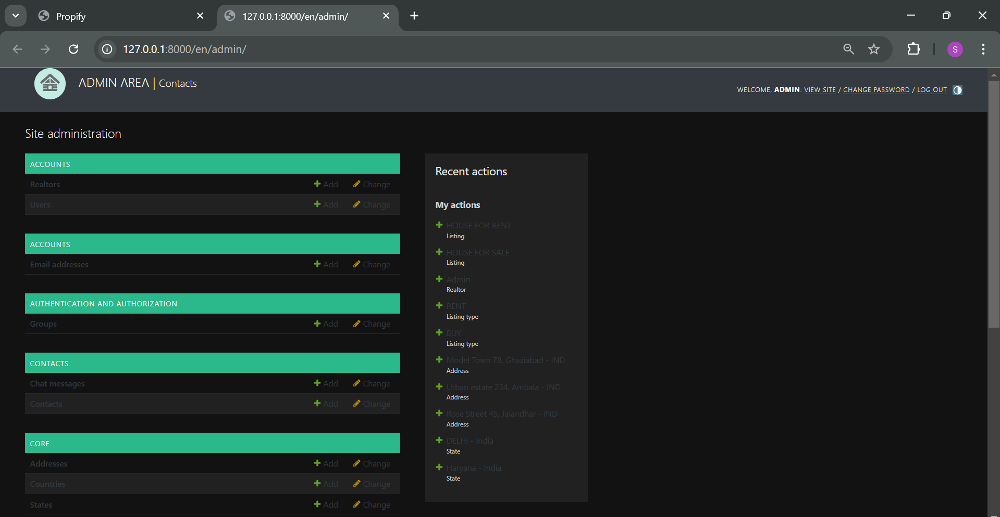 Propify
127.0.0.1:8000/en/admin/
127.0.0.1:8000/en/admin/
S
ADMIN AREA | Contacts
WELCOME, ADMIN. VIEW SITE / CHANGE PASSWORD / LOG OUT
Site administration
ACCOUNTS
Realtors Add Change
Users Add Change
ACCOUNTS
Email addresses Add Change
AUTHENTICATION AND AUTHORIZATION
Groups Add Change
CONTACTS
Chat messages Add Change
Contacts Add Change
CORE
Addresses Add Change
Countries Add Change
States Add Change
Recent actions
My actions
HOUSE FOR RENT
Listing
HOUSE FOR SALE
Listing
Admin
Realtor
RENT
Listing type
BUY
Listing type
Model Town 78, Ghaziabad - IND
Address
Urban estate 234, Ambala - IND
Address
Rose Street 45, Jalandhar - IND
Address
DELHI - India
State
Haryana - India
State